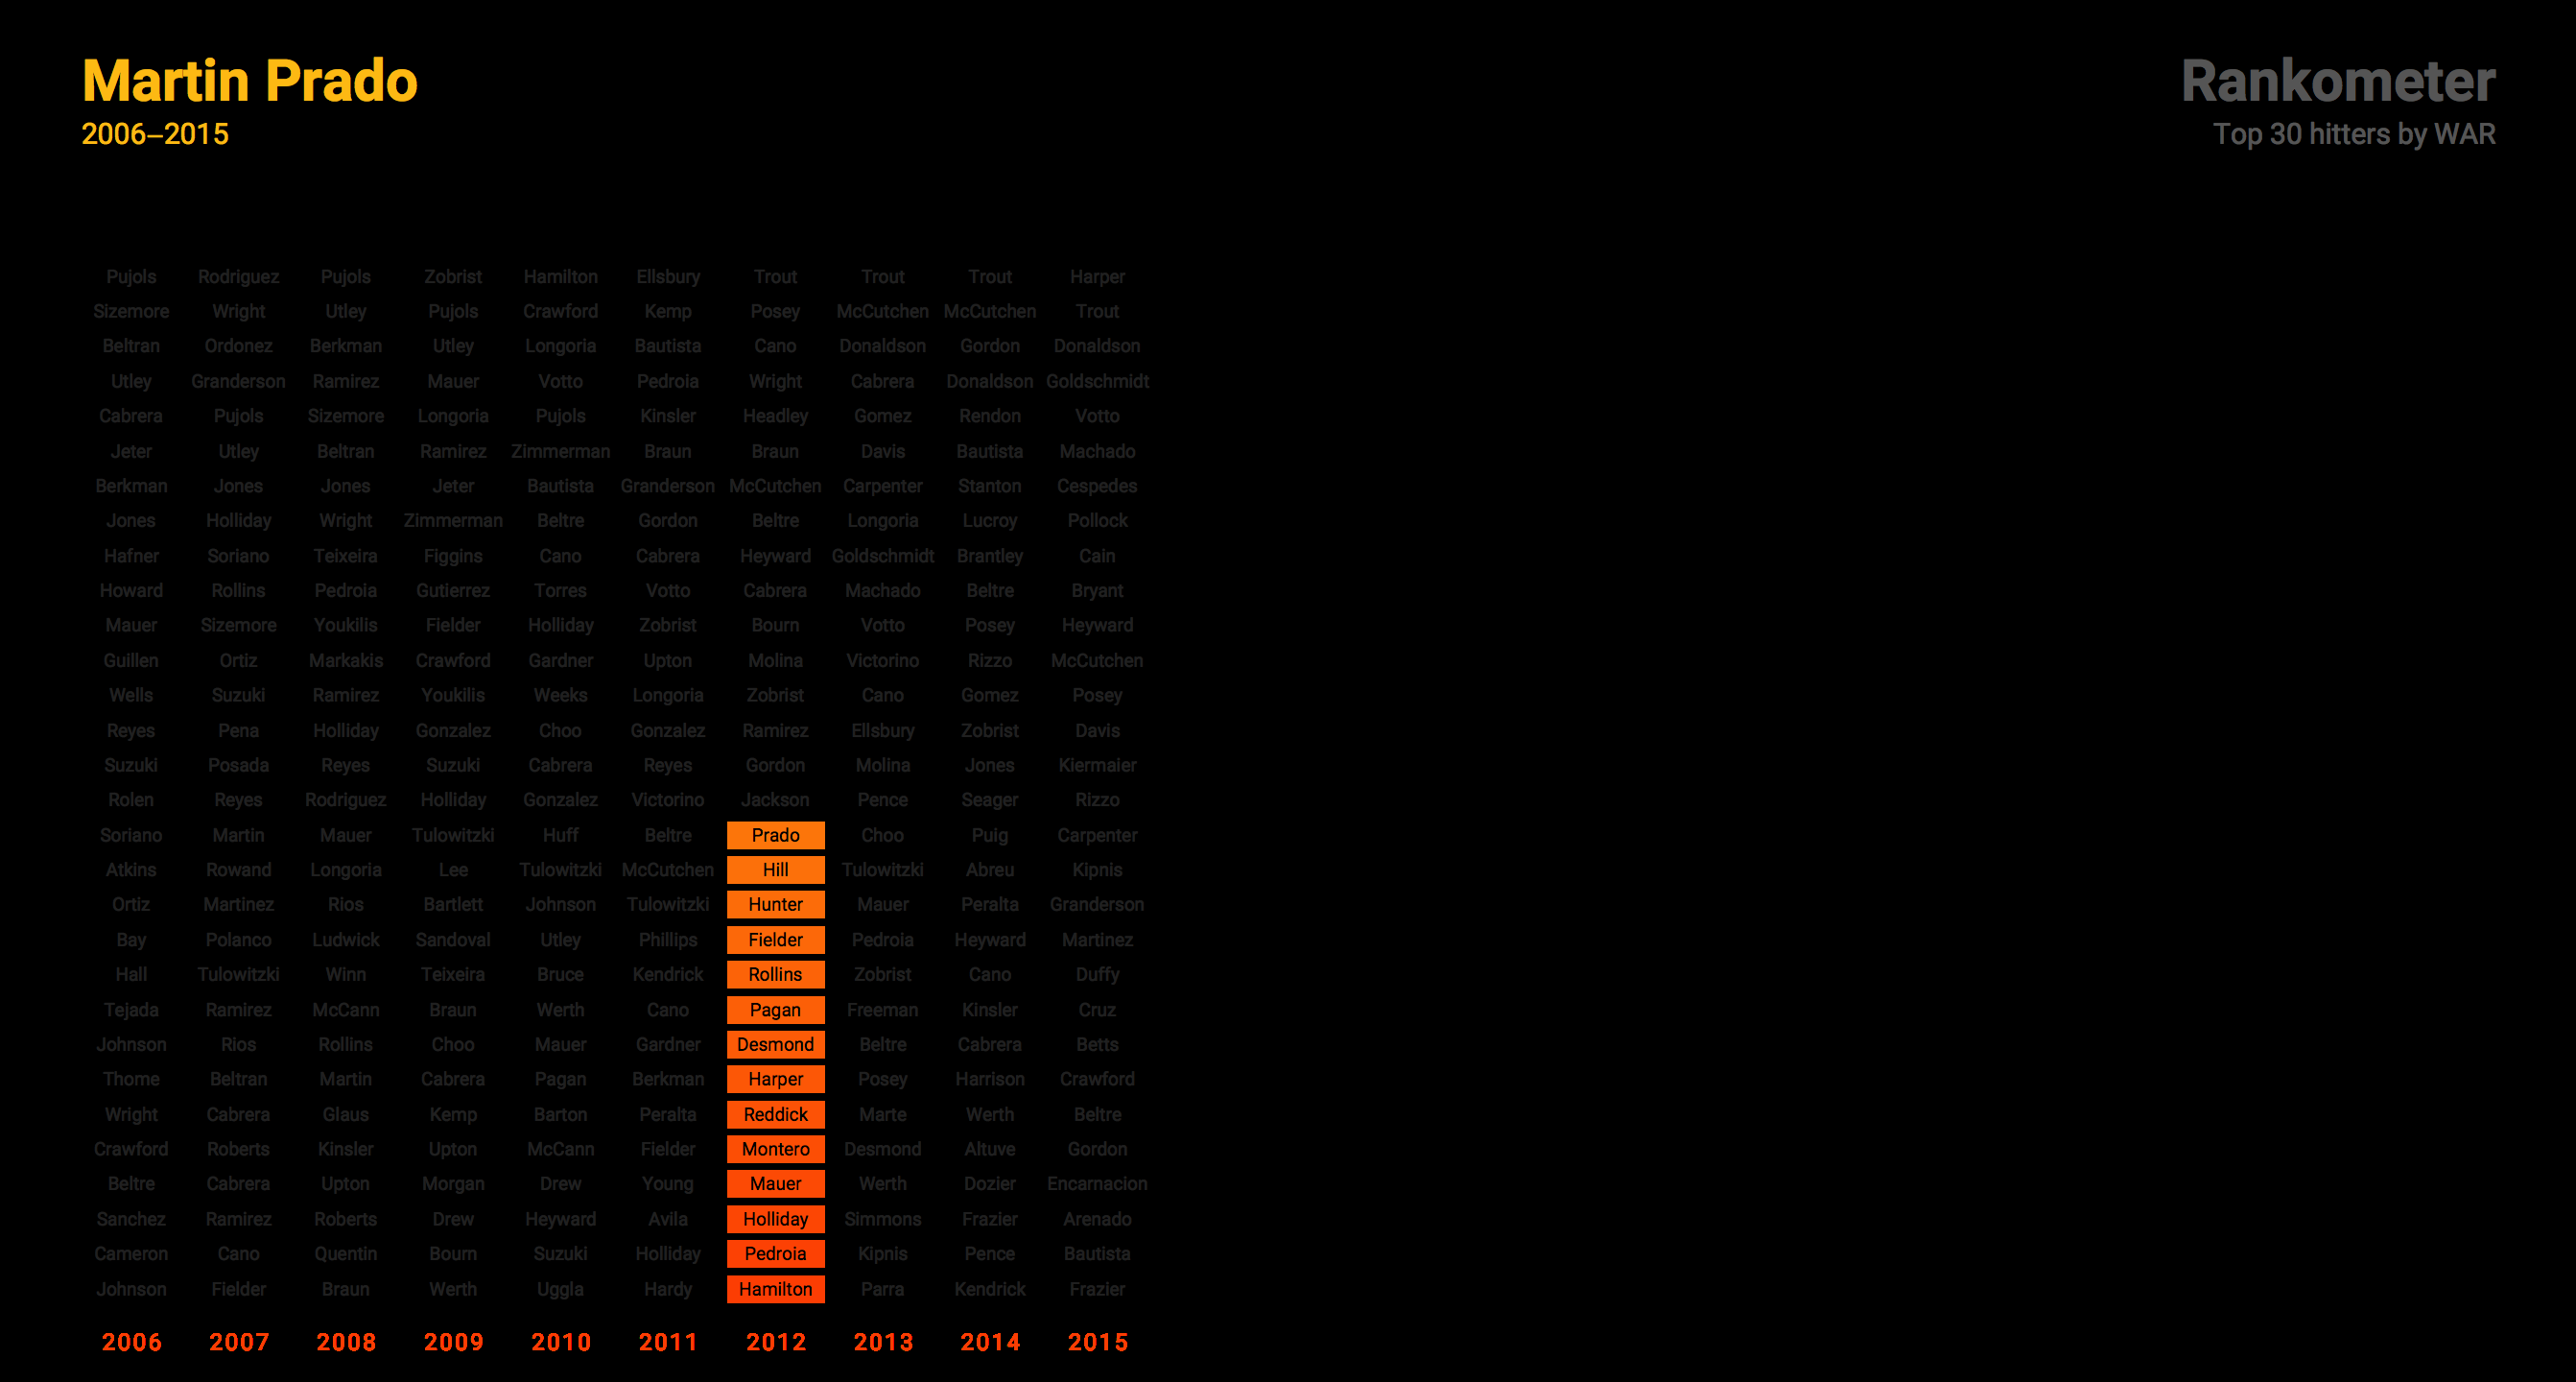 Martin Prado
2006–2015
Rankometer
Top 30 hitters by WAR
Pujols Rodriguez Pujols Zobrist Hamilton Ellsbury Trout Trout Trout Harper
Sizemore Wright Utley Pujols Crawford Kemp Posey McCutchen McCutchen Trout
Beltran Ordonez Berkman Utley Longoria Bautista Cano Donaldson Gordon Donaldson
Utley Granderson Ramirez Mauer Votto Pedroia Wright Cabrera Donaldson Goldschmidt
Cabrera Pujols Sizemore Longoria Pujols Kinsler Headley Gomez Rendon Votto
Jeter Utley Beltran Ramirez Zimmerman Braun Braun Davis Bautista Machado
Berkman Jones Jones Jeter Bautista Granderson McCutchen Carpenter Stanton Cespedes
Jones Holliday Wright Zimmerman Beltre Gordon Beltre Longoria Lucroy Pollock
Hafner Soriano Teixeira Figgins Cano Cabrera Heyward Goldschmidt Brantley Cain
Howard Rollins Pedroia Gutierrez Torres Votto Cabrera Machado Beltre Bryant
Mauer Sizemore Youkilis Fielder Holliday Zobrist Bourn Votto Posey Heyward
Guillen Ortiz Markakis Crawford Gardner Upton Molina Victorino Rizzo McCutchen
Wells Suzuki Ramirez Youkilis Weeks Longoria Zobrist Cano Gomez Posey
Reyes Pena Holliday Gonzalez Choo Gonzalez Ramirez Ellsbury Zobrist Davis
Suzuki Posada Reyes Suzuki Cabrera Reyes Gordon Molina Jones Kiermaier
Rolen Reyes Rodriguez Holliday Gonzalez Victorino Jackson Pence Seager Rizzo
Soriano Martin Mauer Tulowitzki Huff Beltre Prado Choo Puig Carpenter
Atkins Rowand Longoria Lee Tulowitzki McCutchen Hill Tulowitzki Abreu Kipnis
Ortiz Martinez Rios Bartlett Johnson Tulowitzki Hunter Mauer Peralta Granderson
Bay Polanco Ludwick Sandoval Utley Phillips Fielder Pedroia Heyward Martinez
Hall Tulowitzki Winn Teixeira Bruce Kendrick Rollins Zobrist Cano Duffy
Tejada Ramirez McCann Braun Werth Cano Pagan Freeman Kinsler Cruz
Johnson Rios Rollins Choo Mauer Gardner Desmond Beltre Cabrera Betts
Thome Beltran Martin Cabrera Pagan Berkman Harper Posey Harrison Crawford
Wright Cabrera Glaus Kemp Barton Peralta Reddick Marte Werth Beltre
Crawford Roberts Kinsler Upton McCann Fielder Montero Desmond Altuve Gordon
Beltre Cabrera Upton Morgan Drew Young Mauer Werth Dozier Encarnacion
Sanchez Ramirez Roberts Drew Heyward Avila Holliday Simmons Frazier Arenado
Cameron Cano Quentin Bourn Suzuki Holliday Pedroia Kipnis Pence Bautista
Johnson Fielder Braun Werth Uggla Hardy Hamilton Parra Kendrick Frazier
2006 2007 2008 2009 2010 2011 2012 2013 2014 2015